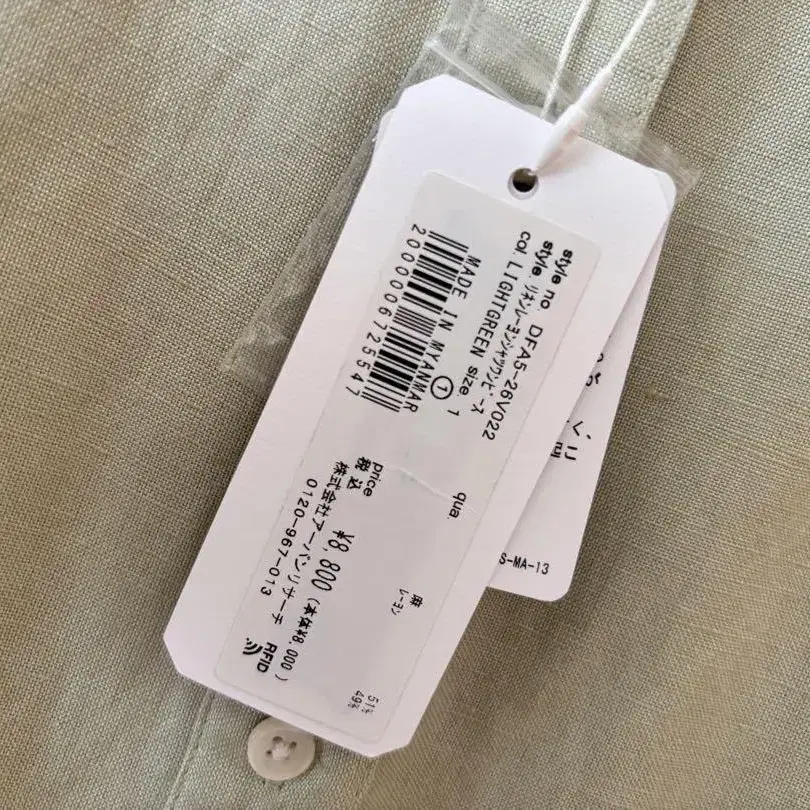 style no. DFA5-26V022
style. リネンレーヨンシャツワンピース
col. LIGHTGREEN size. 1
①
MADE IN MYANMAR
2000006725547
qua.
麻 51%
レーヨン 49%
price
税込 ¥8,800 (本体¥8,000)
株式会社アーバンリサーチ
0120-967-013
RFID
S-MA-13